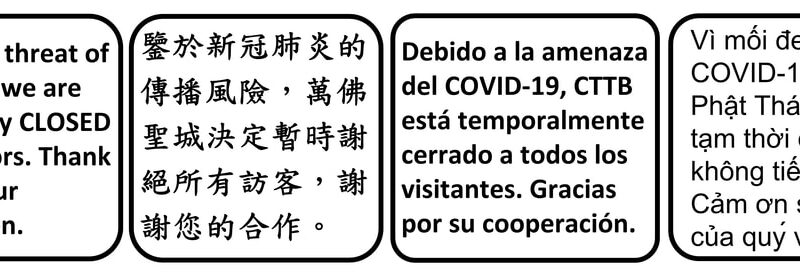 threat of
we are
y CLOSED
ors. Thank
ur
n.
鑒於新冠肺炎的
傳播風險，萬佛
聖城決定暫時謝
絕所有訪客，謝
謝您的合作。
Debido a la amenaza
del COVID-19, CTTB
está temporalmente
cerrado a todos los
visitantes. Gracias
por su cooperación.
Vì mối đe
COVID-1
Phật Thá
tạm thời
không tiế
Cảm ơn s
của quý v